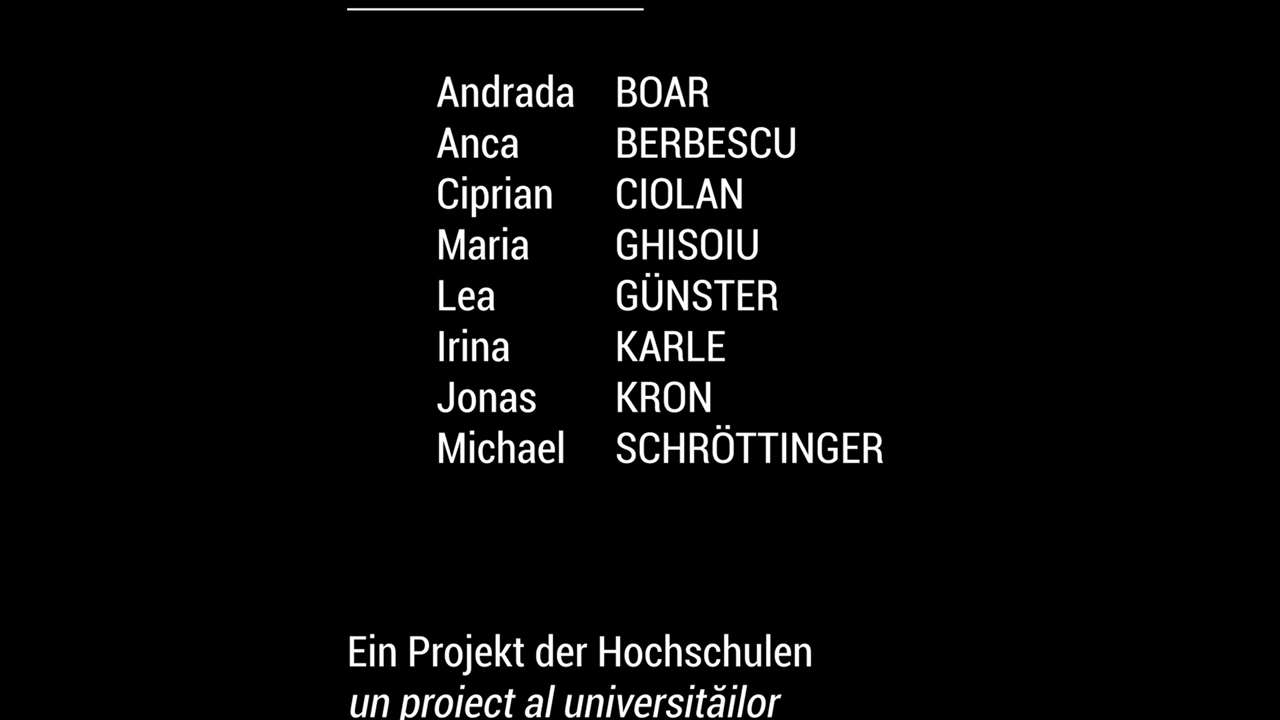 Andrada BOAR
Anca BERBESCU
Ciprian CIOLAN
Maria GHISOIU
Lea GÜNSTER
Irina KARLE
Jonas KRON
Michael SCHRÖTTINGER
Ein Projekt der Hochschulen
un proiect al universităilor